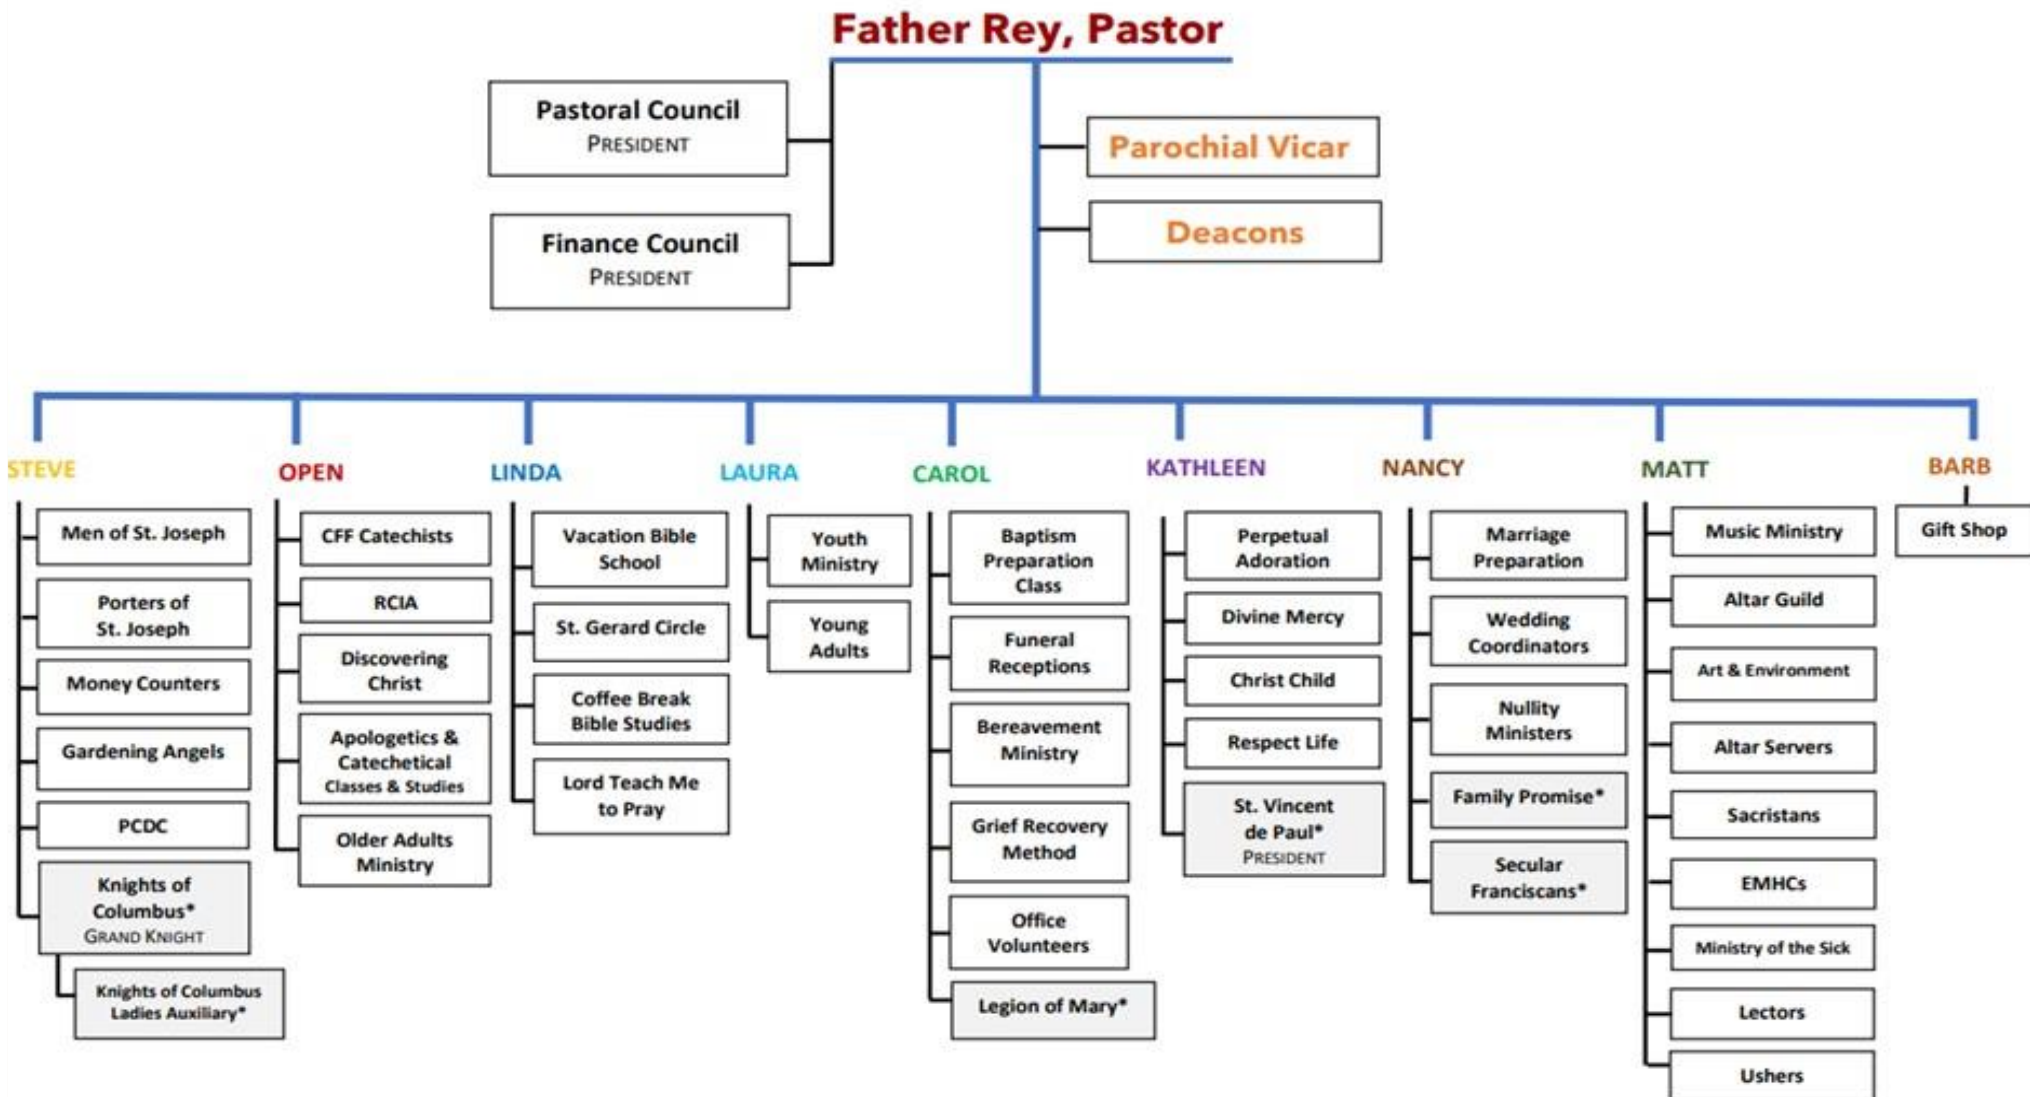 Father Rey, Pastor
Pastoral Council
PRESIDENT
Finance Council
PRESIDENT
Parochial Vicar
Deacons
STEVE
Men of St. Joseph
Porters of
St. Joseph
Money Counters
Gardening Angels
PCDC
Knights of
Columbus*
GRAND KNIGHT
Knights of Columbus
Ladies Auxiliary*
OPEN
CFF Catechists
RCIA
Discovering
Christ
Apologetics &
Catechetical
Classes & Studies
Older Adults
Ministry
LINDA
Vacation Bible
School
St. Gerard Circle
Coffee Break
Bible Studies
Lord Teach Me
to Pray
LAURA
Youth
Ministry
Young
Adults
CAROL
Baptism
Preparation
Class
Funeral
Receptions
Bereavement
Ministry
Grief Recovery
Method
Office
Volunteers
Legion of Mary*
KATHLEEN
Perpetual
Adoration
Divine Mercy
Christ Child
Respect Life
St. Vincent
de Paul*
PRESIDENT
NANCY
Marriage
Preparation
Wedding
Coordinators
Nullity
Ministers
Family Promise*
Secular
Franciscans*
MATT
Music Ministry
Altar Guild
Art & Environment
Altar Servers
Sacristans
EMHCs
Ministry of the Sick
Lectors
Ushers
BARB
Gift Shop